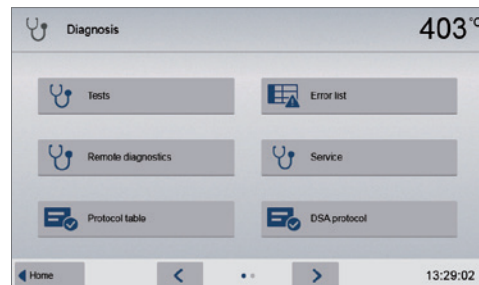 Diagnosis
403°C
Tests
Error list
Remote diagnostics
Service
Protocol table
DSA protocol
Home
13:29:02